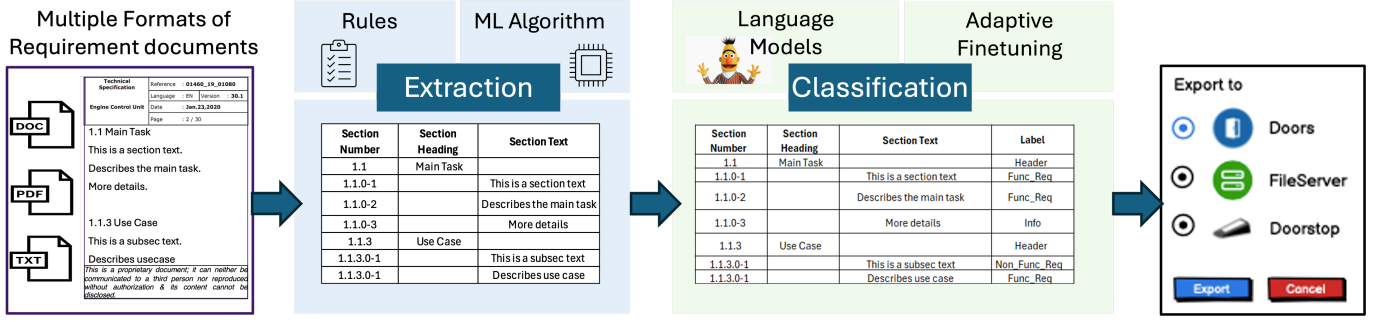 Multiple Formats of
Requirement documents
DOC
PDF
TXT
Technical
Specification
Engine Control Unit
Reference : 01460_19_01080
Language : EN Version : 30.1
Date : Jan.23,2020
Page : 2 / 30
1.1 Main Task
This is a section text.
Describes the main task.
More details.
1.1.3 Use Case
This is a subsec text.
Describes usecase
This is a proprietary document; it can neither be
communicated to a third person nor reproduced
without authorization & its content cannot be
disclosed.
Rules
ML Algorithm
Extraction
Section Number Section Heading Section Text
1.1 Main Task
1.1.0-1 This is a section text
1.1.0-2 Describes the main task
1.1.0-3 More details
1.1.3 Use Case
1.1.3.0-1 This is a subsec text
1.1.3.0-1 Describes use case
Language
Models
Adaptive
Finetuning
Classification
Section Number Section Heading Section Text Label
1.1 Main Task Header
1.1.0-1 This is a section text Func_Req
1.1.0-2 Describes the main task Func_Req
1.1.0-3 More details Info
1.1.3 Use Case Header
1.1.3.0-1 This is a subsec text Non_Func_Req
1.1.3.0-1 Describes use case Func_Req
Export to
Doors
FileServer
Doorstop
Export Cancel